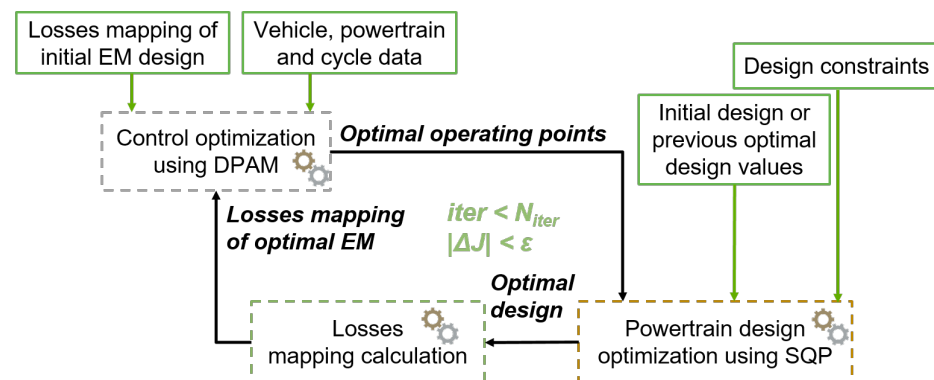 Losses mapping of
initial EM design
Vehicle, powertrain
and cycle data
Design constraints
Initial design or
previous optimal
design values
Control optimization
using DPAM
Optimal operating points
Losses mapping
of optimal EM
iter < Niter
|ΔJ| < ε
Optimal
design
Losses
mapping calculation
Powertrain design
optimization using SQP